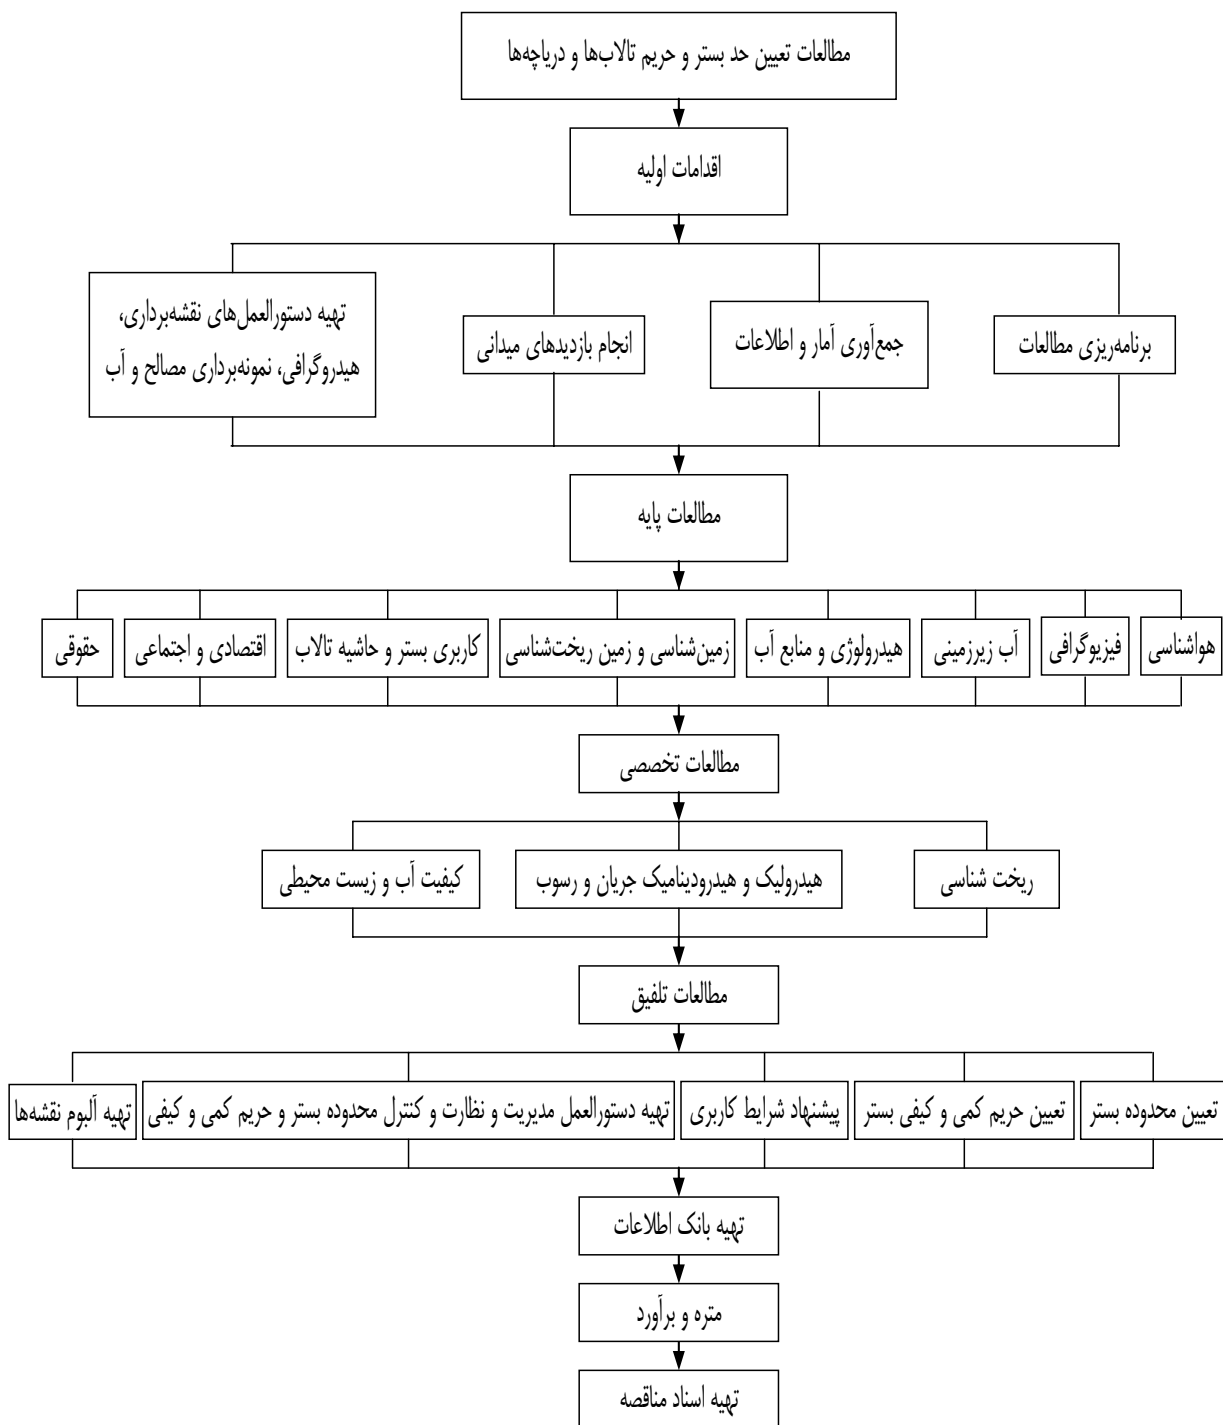 مطالعات تعیین حد بستر و حریم تالاب‌ها و دریاچه‌ها
اقدامات اولیه
برنامه‌ریزی مطالعات
جمع‌آوری آمار و اطلاعات
انجام بازدیدهای میدانی
تهیه دستورالعمل‌های نقشه‌برداری،
هیدروگرافی، نمونه‌برداری مصالح و آب
مطالعات پایه
هواشناسی
فیزیوگرافی
آب زیرزمینی
هیدرولوژی و منابع آب
زمین‌شناسی و زمین ریخت‌شناسی
کاربری بستر و حاشیه تالاب
اقتصادی و اجتماعی
حقوقی
مطالعات تخصصی
ریخت شناسی
هیدرولیک و هیدرودینامیک جریان و رسوب
کیفیت آب و زیست محیطی
مطالعات تلفیق
تعیین محدوده بستر
تعیین حریم کمی و کیفی بستر
پیشنهاد شرایط کاربری
تهیه دستورالعمل مدیریت و نظارت و کنترل محدوده بستر و حریم کمی و کیفی
تهیه آلبوم نقشه‌ها
تهیه بانک اطلاعات
متره و برآورد
تهیه اسناد مناقصه